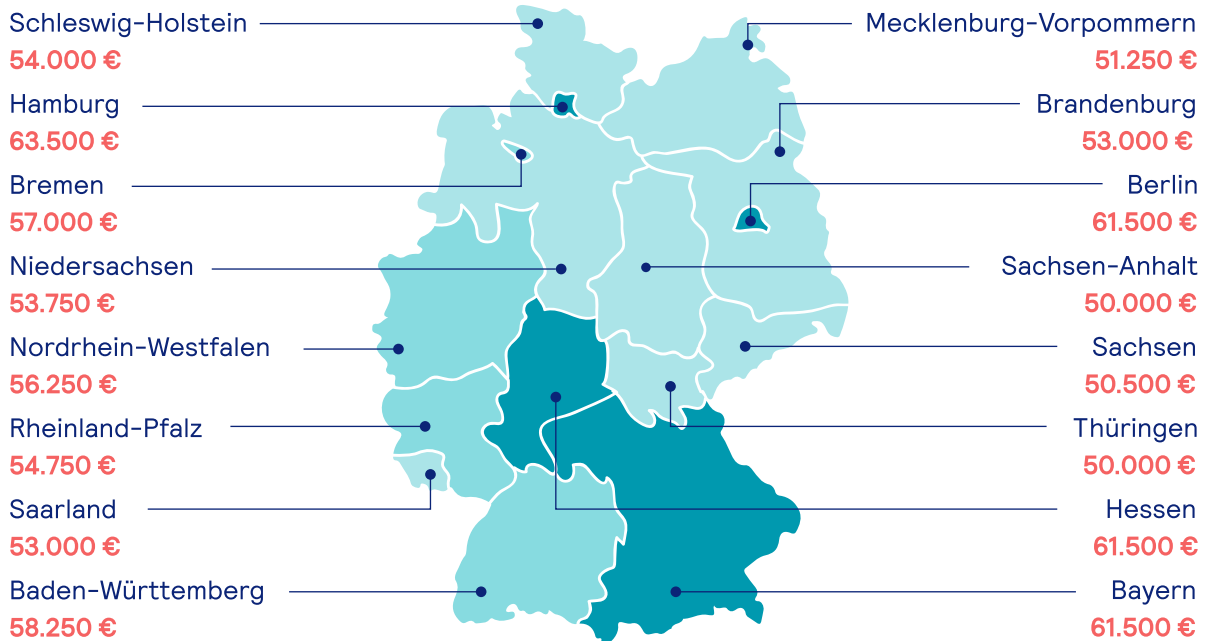 Schleswig-Holstein
54.000 €
Hamburg
63.500 €
Bremen
57.000 €
Niedersachsen
53.750 €
Nordrhein-Westfalen
56.250 €
Rheinland-Pfalz
54.750 €
Saarland
53.000 €
Baden-Württemberg
58.250 €
Mecklenburg-Vorpommern
51.250 €
Brandenburg
53.000 €
Berlin
61.500 €
Sachsen-Anhalt
50.000 €
Sachsen
50.500 €
Thüringen
50.000 €
Hessen
61.500 €
Bayern
61.500 €